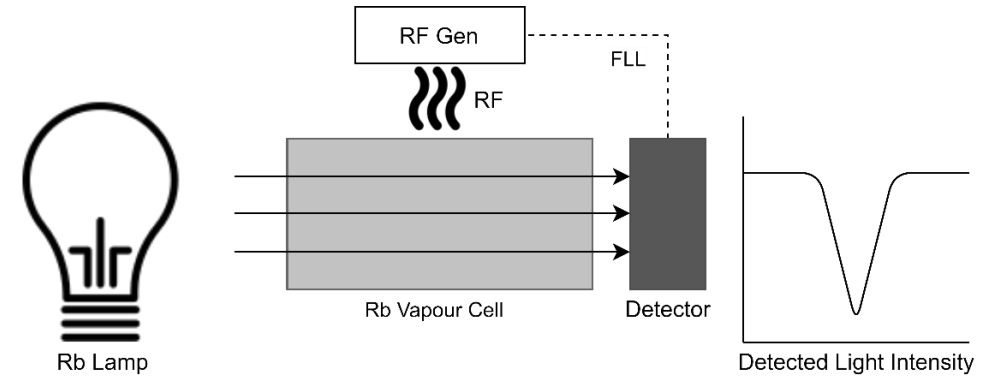 RF Gen
FLL
RF
Rb Vapour Cell
Detector
Rb Lamp
Detected Light Intensity